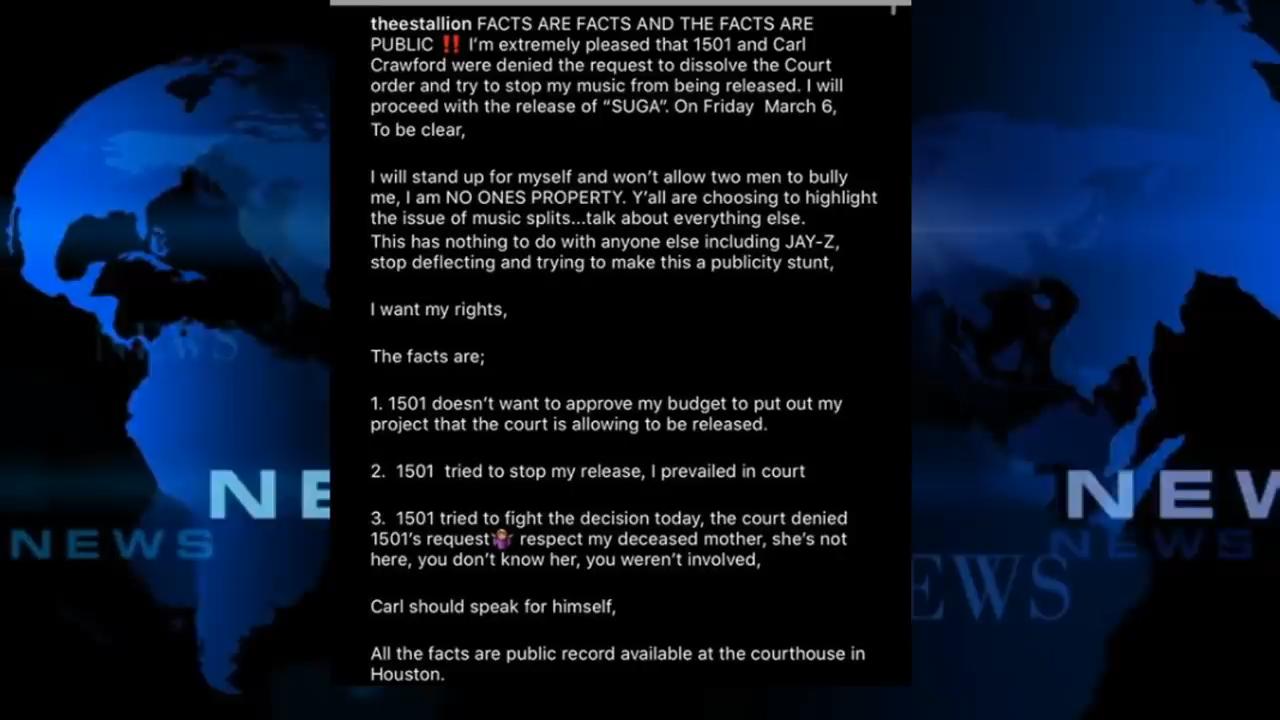 theestallion FACTS ARE FACTS AND THE FACTS ARE
PUBLIC ‼️ I'm extremely pleased that 1501 and Carl
Crawford were denied the request to dissolve the Court
order and try to stop my music from being released. I will
proceed with the release of “SUGA”. On Friday  March 6,
To be clear,
I will stand up for myself and won't allow two men to bully
me, I am NO ONES PROPERTY. Y'all are choosing to highlight
the issue of music splits...talk about everything else.
This has nothing to do with anyone else including JAY-Z,
stop deflecting and trying to make this a publicity stunt,
I want my rights,
The facts are;
1. 1501 doesn't want to approve my budget to put out my
project that the court is allowing to be released.
2.  1501  tried to stop my release, I prevailed in court
3.  1501 tried to fight the decision today, the court denied
1501's request🤷🏽‍♀️ respect my deceased mother, she's not
here, you don't know her, you weren't involved,
Carl should speak for himself,
All the facts are public record available at the courthouse in
Houston.
NEWS
NE
NEWS
NEW
NEWS
EWS